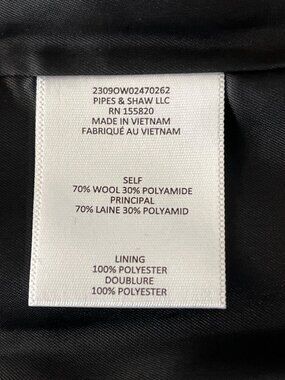 2309OW02470262
PIPES & SHAW LLC
RN 155820
MADE IN VIETNAM
FABRIQUÉ AU VIETNAM
SELF
70% WOOL 30% POLYAMIDE
PRINCIPAL
70% LAINE 30% POLYAMID
LINING
100% POLYESTER
DOUBLURE
100% POLYESTER